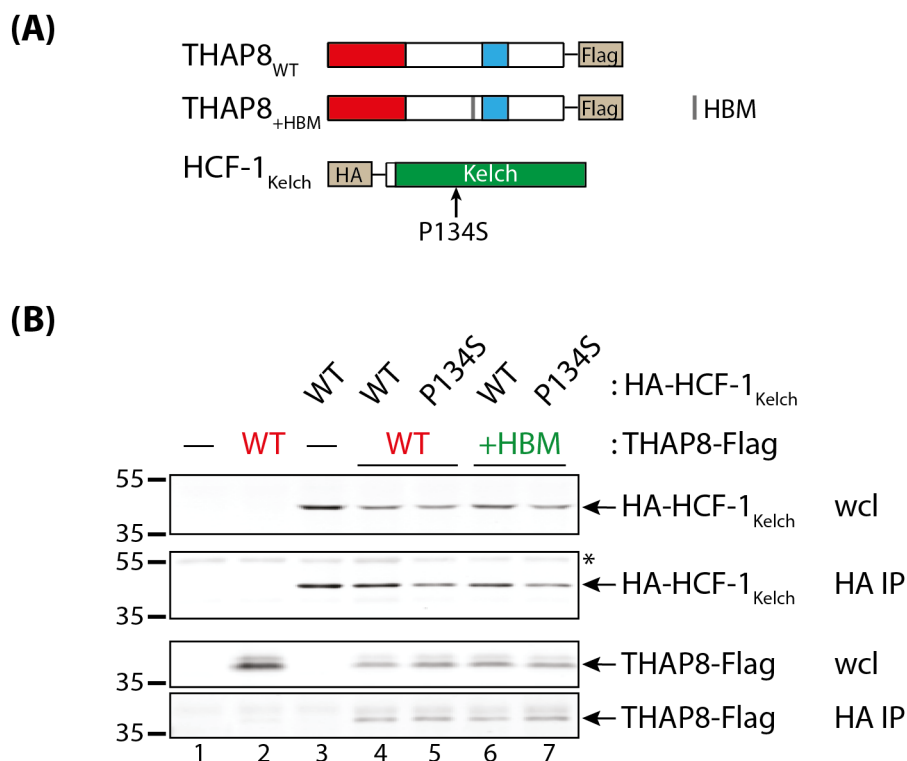 (A)
THAP8WT Flag
THAP8+HBM Flag HBM
HCF-1Kelch HA Kelch
P134S
(B)
WT WT P134S WT P134S : HA-HCF-1Kelch
— WT — WT +HBM : THAP8-Flag
55
HA-HCF-1Kelch wcl
35
55 *
HA-HCF-1Kelch HA IP
35
THAP8-Flag wcl
35
THAP8-Flag HA IP
35
1 2 3 4 5 6 7